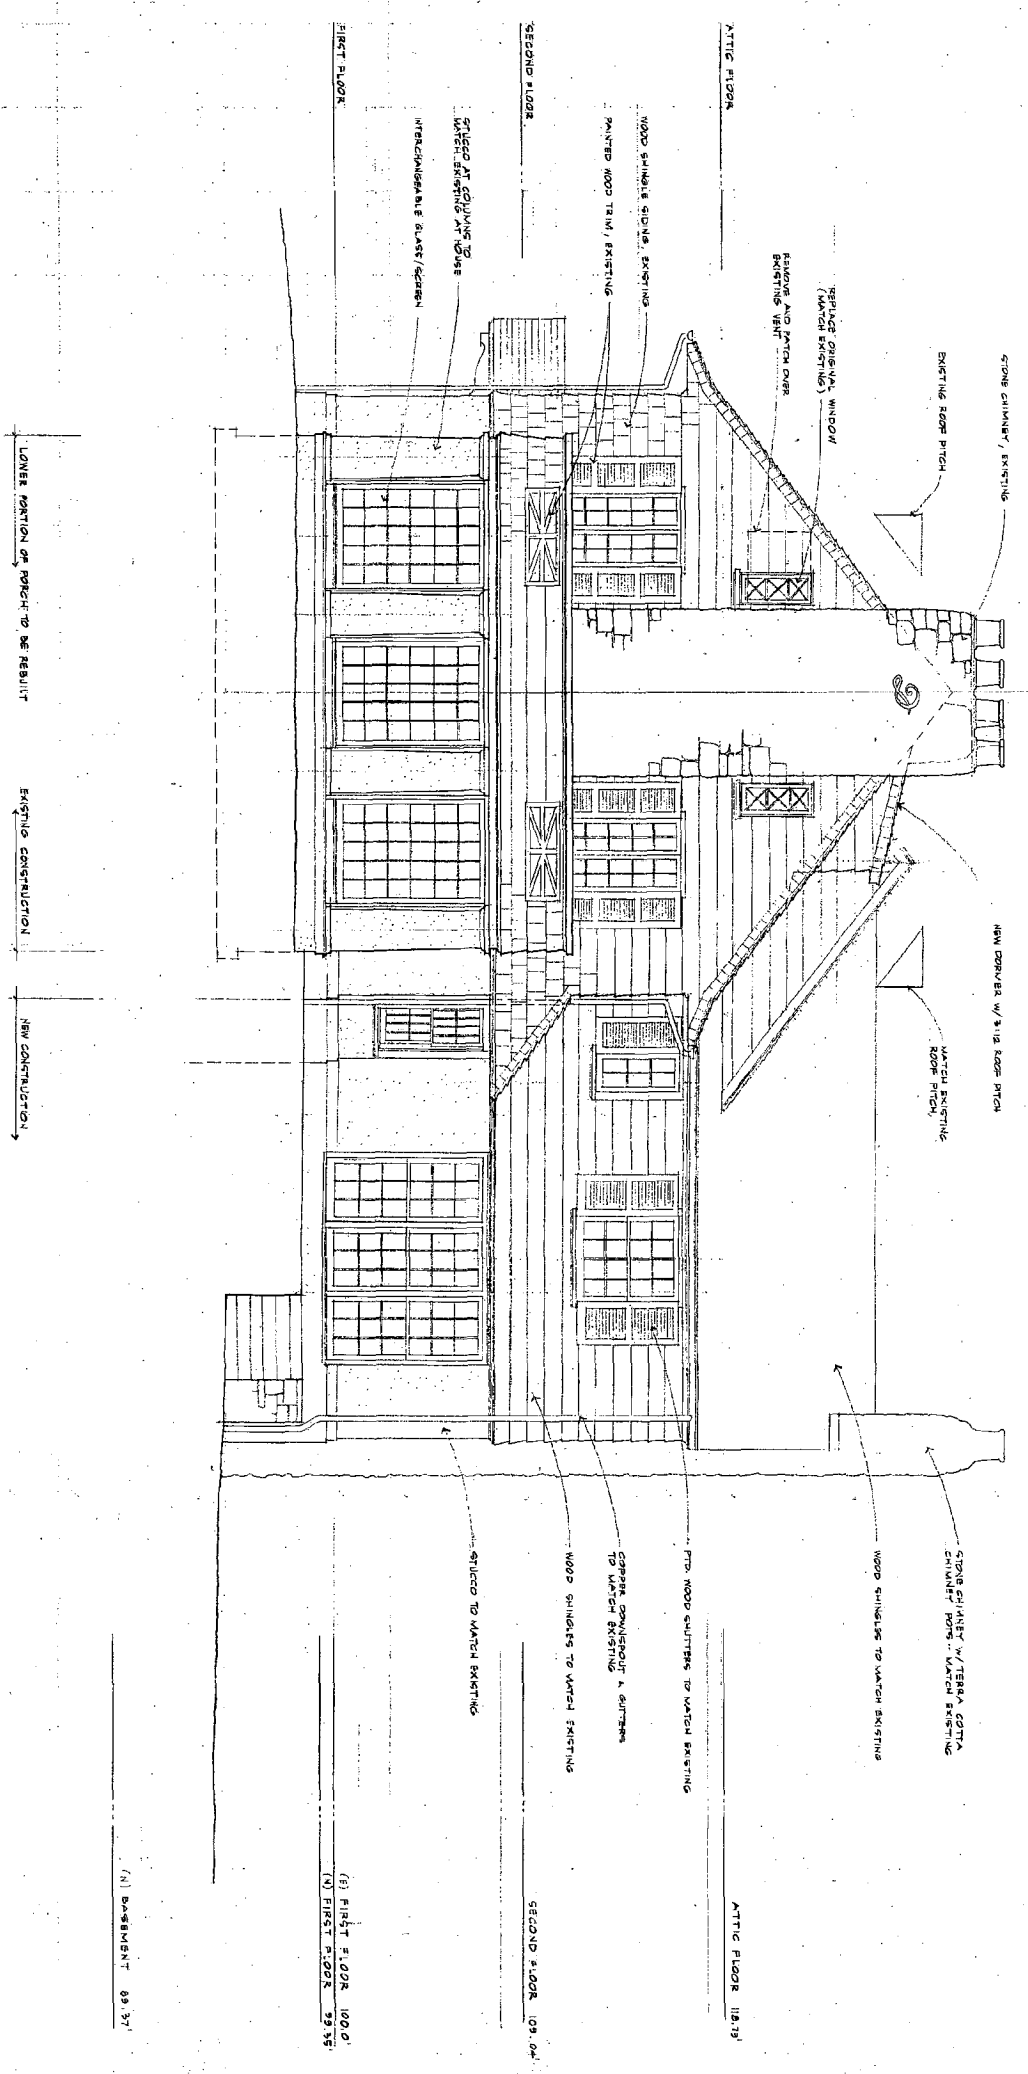 STONE CHIMNEY, EXISTING
EXISTING ROOF PITCH
REPLACE ORIGINAL WINDOW
(MATCH EXISTING)
REMOVE AND PATCH OVER
EXISTING VENT
WOOD SHINGLE SIDING, EXISTING
PAINTED WOOD TRIM, EXISTING
STUCCO AT COLUMNS TO
MATCH EXISTING AT HOUSE
INTERCHANGEABLE GLASS/SCREEN
ATTIC FLOOR
SECOND FLOOR
FIRST FLOOR
NEW DORMER W/ 3:12 ROOF PITCH
MATCH EXISTING
ROOF PITCH
STONE CHIMNEY W/ TERRA COTTA
CHIMNEY POTS - MATCH EXISTING
WOOD SHINGLES TO MATCH EXISTING
PTD. WOOD SHUTTERS TO MATCH EXISTING
COPPER DOWNSPOUT & GUTTERS
TO MATCH EXISTING
WOOD SHINGLES TO MATCH EXISTING
STUCCO TO MATCH EXISTING
ATTIC FLOOR 118.79'
SECOND FLOOR 109.04'
(E) FIRST FLOOR 100.0'
(N) FIRST FLOOR 99.35'
(N) BASEMENT 89.37'
LOWER PORTION OF PORCH TO BE REBUILT
EXISTING CONSTRUCTION
NEW CONSTRUCTION